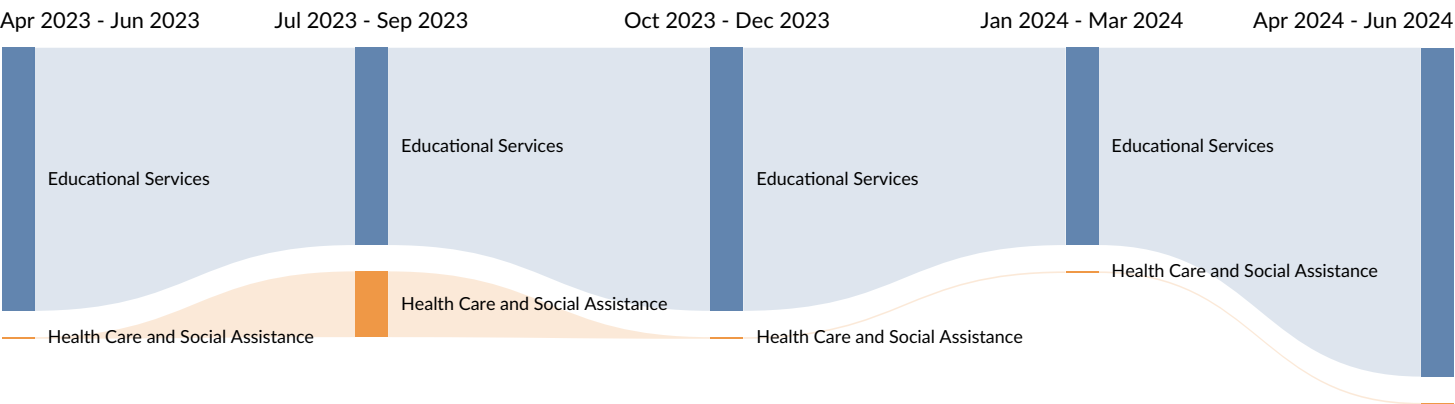 Apr 2023 - Jun 2023
Jul 2023 - Sep 2023
Oct 2023 - Dec 2023
Jan 2024 - Mar 2024
Apr 2024 - Jun 2024
Educational Services
Educational Services
Educational Services
Educational Services
Health Care and Social Assistance
Health Care and Social Assistance
Health Care and Social Assistance
Health Care and Social Assistance